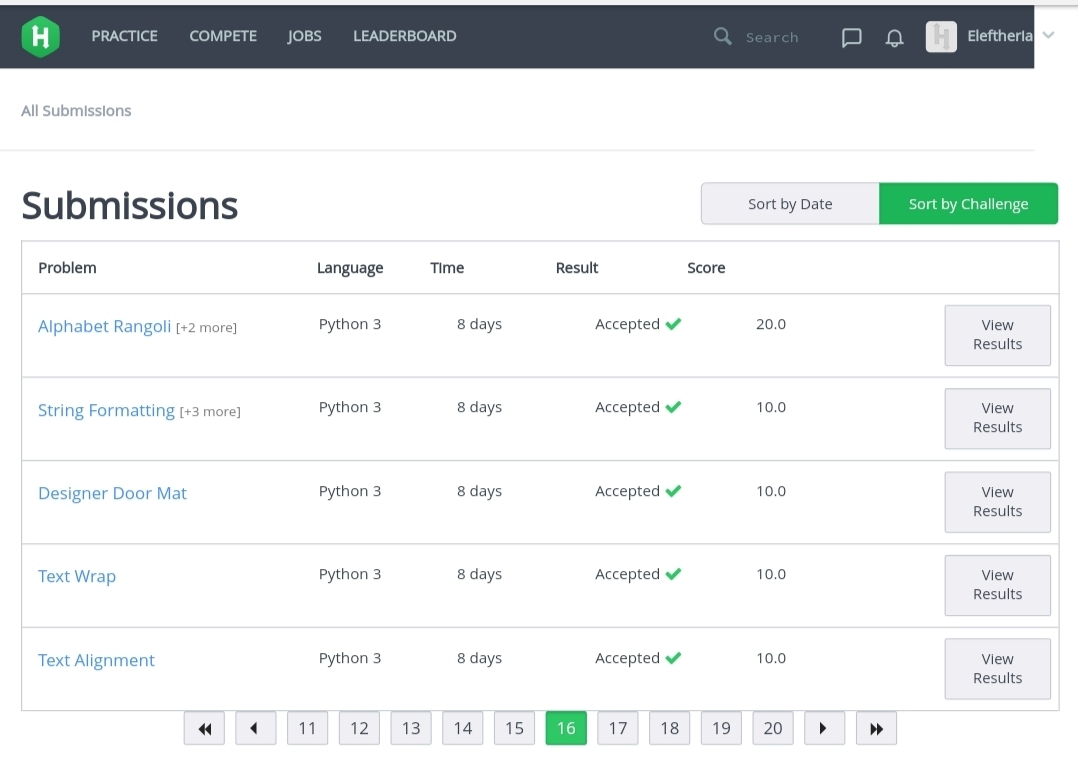 H PRACTICE COMPETE JOBS LEADERBOARD Search H Eleftheria
All Submissions
Submissions Sort by Date Sort by Challenge
Problem Language Time Result Score
Alphabet Rangoli [+2 more] Python 3 8 days Accepted 20.0 View
Results
String Formatting [+3 more] Python 3 8 days Accepted 10.0 View
Results
Designer Door Mat Python 3 8 days Accepted 10.0 View
Results
Text Wrap Python 3 8 days Accepted 10.0 View
Results
Text Alignment Python 3 8 days Accepted 10.0 View
Results
11 12 13 14 15 16 17 18 19 20